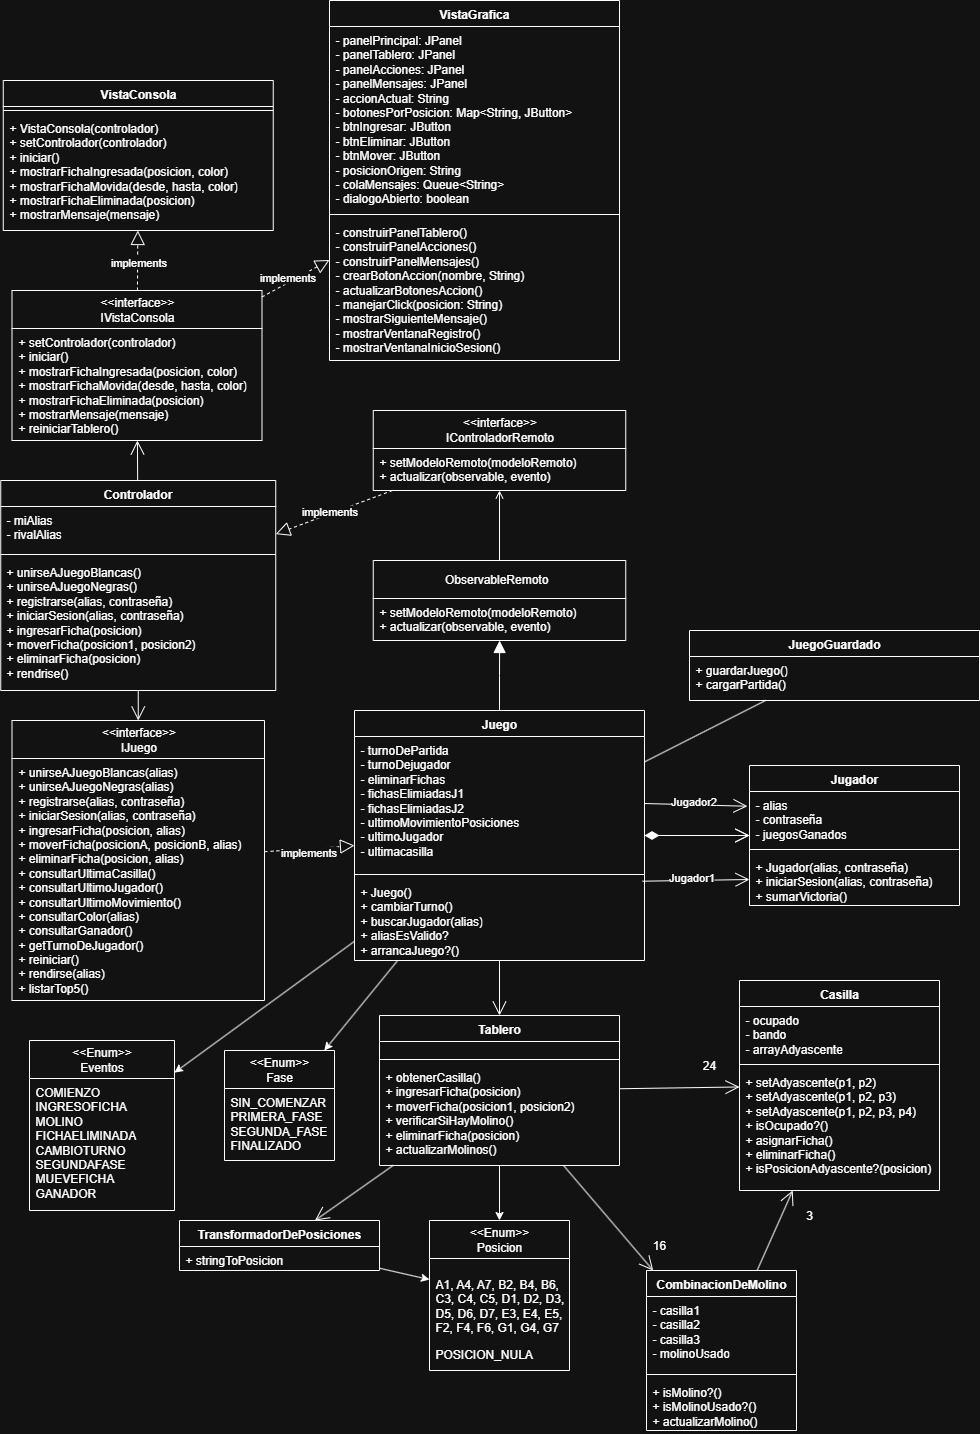 VistaGrafica
- panelPrincipal: JPanel
- panelTablero: JPanel
- panelAcciones: JPanel
- panelMensajes: JPanel
- accionActual: String
- botonesPorPosicion: Map<String, JButton>
- btnIngresar: JButton
- btnEliminar: JButton
- btnMover: JButton
- posicionOrigen: String
- colaMensajes: Queue<String>
- dialogoAbierto: boolean
- construirPanelTablero()
- construirPanelAcciones()
- construirPanelMensajes()
- crearBotonAccion(nombre, String)
- actualizarBotonesAccion()
- manejarClick(posicion: String)
- mostrarSiguienteMensaje()
- mostrarVentanaRegistro()
- mostrarVentanaInicioSesion()
VistaConsola
+ VistaConsola(controlador)
+ setControlador(controlador)
+ iniciar()
+ mostrarFichaIngresada(posicion, color)
+ mostrarFichaMovida(desde, hasta, color)
+ mostrarFichaEliminada(posicion)
+ mostrarMensaje(mensaje)
implements
implements
<<interface>>
IVistaConsola
+ setControlador(controlador)
+ iniciar()
+ mostrarFichaIngresada(posicion, color)
+ mostrarFichaMovida(desde, hasta, color)
+ mostrarFichaEliminada(posicion)
+ mostrarMensaje(mensaje)
+ reiniciarTablero()
<<interface>>
IControladorRemoto
+ setModeloRemoto(modeloRemoto)
+ actualizar(observable, evento)
implements
Controlador
- miAlias
- rivalAlias
+ unirseAJuegoBlancas()
+ unirseAJuegoNegras()
+ registrarse(alias, contraseña)
+ iniciarSesion(alias, contraseña)
+ ingresarFicha(posicion)
+ moverFicha(posicion1, posicion2)
+ eliminarFicha(posicion)
+ rendrise()
ObservableRemoto
+ setModeloRemoto(modeloRemoto)
+ actualizar(observable, evento)
JuegoGuardado
+ guardarJuego()
+ cargarPartida()
<<interface>>
IJuego
+ unirseAJuegoBlancas(alias)
+ unirseAJuegoNegras(alias)
+ registrarse(alias, contraseña)
+ iniciarSesion(alias, contraseña)
+ ingresarFicha(posicion, alias)
+ moverFicha(posicionA, posicionB, alias)
+ eliminarFicha(posicion, alias)
+ consultarUltimaCasilla()
+ consultarUltimoJugador()
+ consultarUltimoMovimiento()
+ consultarColor(alias)
+ consultarGanador()
+ getTurnoDeJugador()
+ reiniciar()
+ rendirse(alias)
+ listarTop5()
implements
Juego
- turnoDePartida
- turnoDejugador
- eliminarFichas
- fichasElimiadasJ1
- fichasElimiadasJ2
- ultimoMovimientoPosiciones
- ultimoJugador
- ultimacasilla
+ Juego()
+ cambiarTurno()
+ buscarJugador(alias)
+ aliasEsValido?
+ arrancaJuego?()
Jugador2
Jugador1
Jugador
- alias
- contraseña
- juegosGanados
+ Jugador(alias, contraseña)
+ iniciarSesion(alias, contraseña)
+ sumarVictoria()
<<Enum>>
Eventos
COMIENZO
INGRESOFICHA
MOLINO
FICHAELIMINADA
CAMBIOTURNO
SEGUNDAFASE
MUEVEFICHA
GANADOR
<<Enum>>
Fase
SIN_COMENZAR
PRIMERA_FASE
SEGUNDA_FASE
FINALIZADO
Tablero
+ obtenerCasilla()
+ ingresarFicha(posicion)
+ moverFicha(posicion1, posicion2)
+ verificarSiHayMolino()
+ eliminarFicha(posicion)
+ actualizarMolinos()
24
Casilla
- ocupado
- bando
- arrayAdyascente
+ setAdyascente(p1, p2)
+ setAdyascente(p1, p2, p3)
+ setAdyascente(p1, p2, p3, p4)
+ isOcupado?()
+ asignarFicha()
+ eliminarFicha()
+ isPosicionAdyascente?(posicion)
TransformadorDePosiciones
+ stringToPosicion
<<Enum>>
Posicion
A1, A4, A7, B2, B4, B6,
C3, C4, C5, D1, D2, D3,
D5, D6, D7, E3, E4, E5,
F2, F4, F6, G1, G4, G7
POSICION_NULA
16
3
CombinacionDeMolino
- casilla1
- casilla2
- casilla3
- molinoUsado
+ isMolino?()
+ isMolinoUsado?()
+ actualizarMolino()